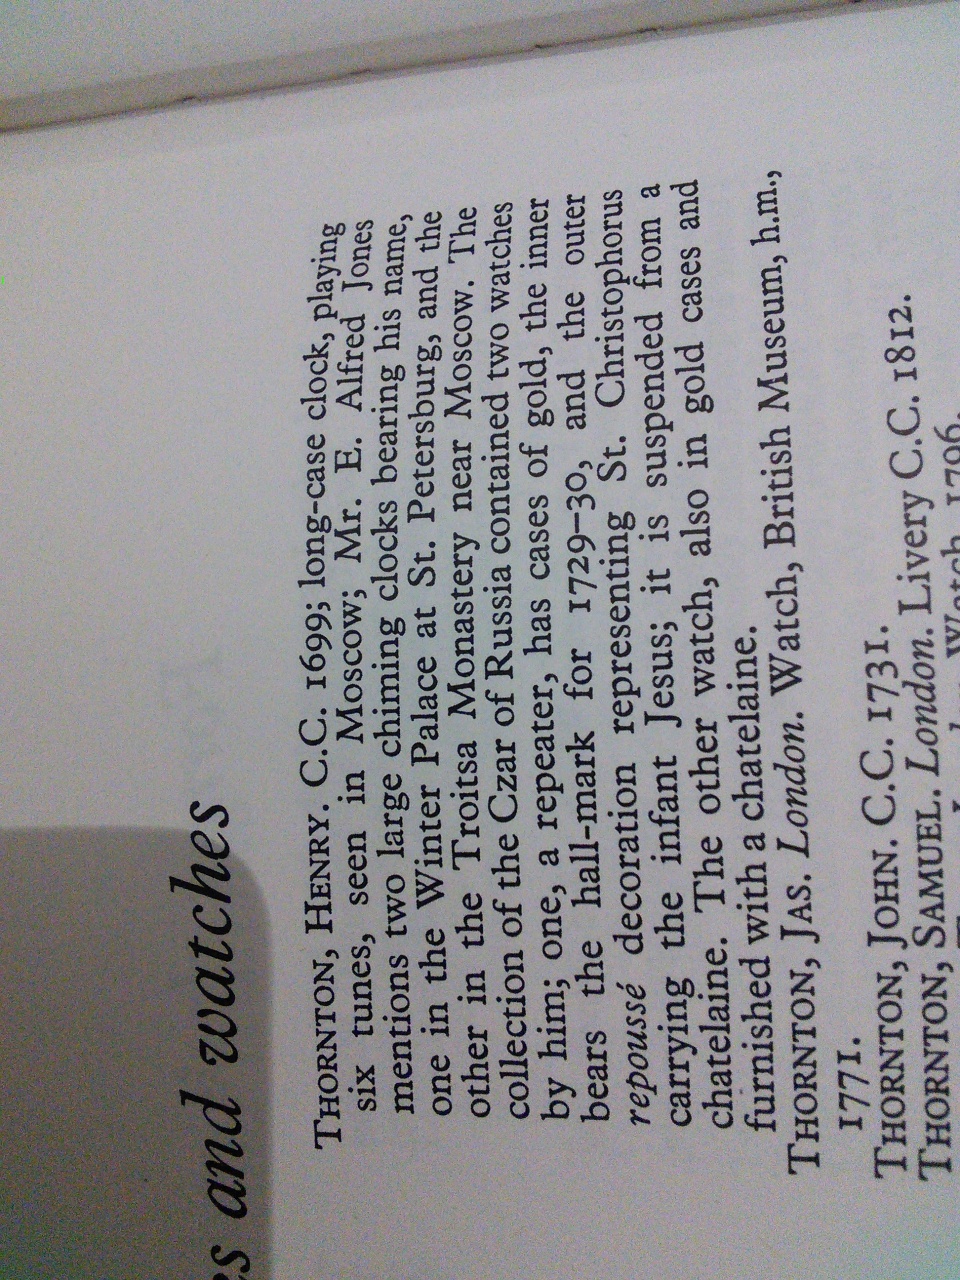 and watches
THORNTON, HENRY. C.C. 1699; long-case clock, playing
six tunes, seen in Moscow; Mr. E. Alfred Jones
mentions two large chiming clocks bearing his name,
one in the Winter Palace at St. Petersburg, and the
other in the Troitsa Monastery near Moscow. The
collection of the Czar of Russia contained two watches
by him; one, a repeater, has cases of gold, the inner
bears the hall-mark for 1729–30, and the outer
repoussé decoration representing St. Christophorus
carrying the infant Jesus; it is suspended from a
chatelaine. The other watch, also in gold cases and
furnished with a chatelaine.
THORNTON, JAS. London. Watch, British Museum, h.m.,
1771.
THORNTON, JOHN. C.C. 1731.
THORNTON, SAMUEL. London. Livery C.C. 1812.
Watch, 1796.